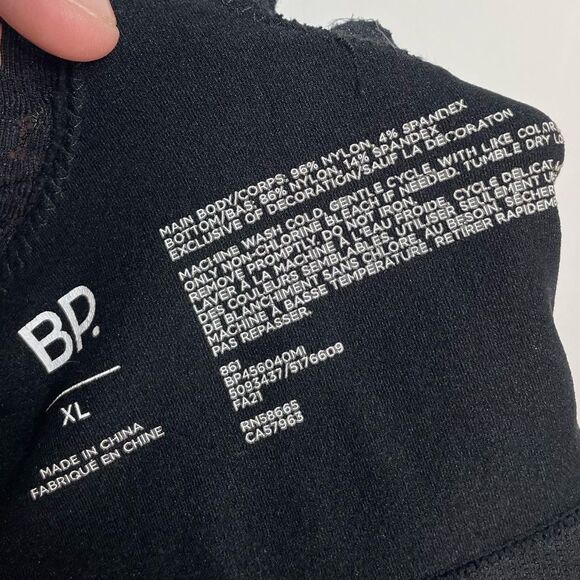 BP.
XL
MADE IN CHINA
FABRIQUÉ EN CHINE
MAIN BODY/CORPS: 96% NYLON, 4% SPANDEX
BOTTOM/BAS: 86% NYLON, 14% SPANDEX
EXCLUSIVE OF DECORATION/SAUF LA DECORATON
MACHINE WASH COLD, GENTLE CYCLE, WITH LIKE COLORS.
ONLY NON-CHLORINE BLEACH IF NEEDED. TUMBLE DRY
REMOVE PROMPTLY. DO NOT IRON.
LAVER À LA MACHINE À L'EAU FROIDE, CYCLE DÉLICAT,
DES COULEURS SEMBLABLES. UTILISER SEULEMENT
DE BLANCHIMENT SANS CHLORE, AU BESOIN. SÉCHER
MACHINE À BASSE TEMPÉRATURE. RETIRER RAPIDEMENT
PAS REPASSER.
861
BP456040MI
5093437/5176609
FA21
RN58665
CA57963